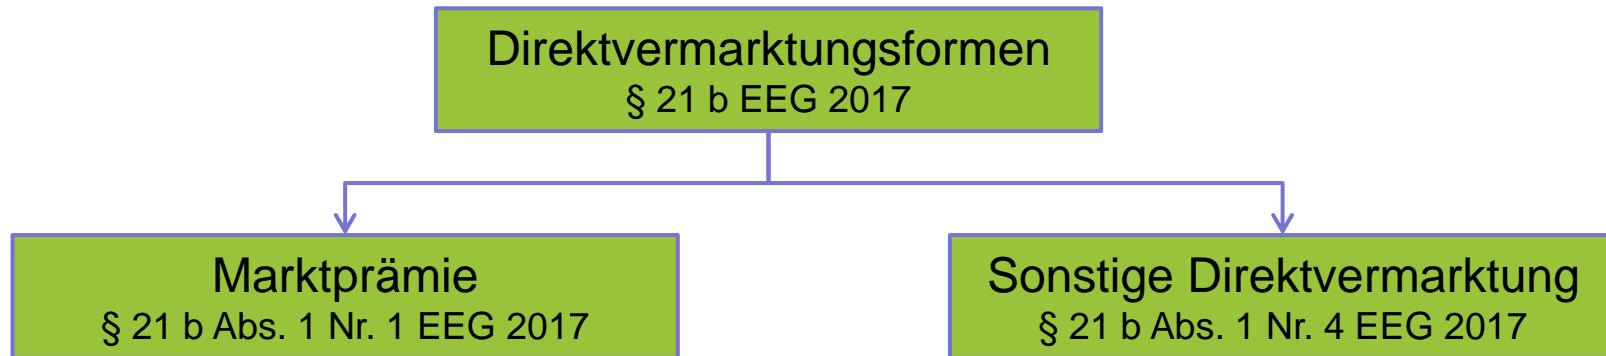 Direktvermarktungsformen
§ 21 b EEG 2017
Marktprämie
§ 21 b Abs. 1 Nr. 1 EEG 2017
Sonstige Direktvermarktung
§ 21 b Abs. 1 Nr. 4 EEG 2017